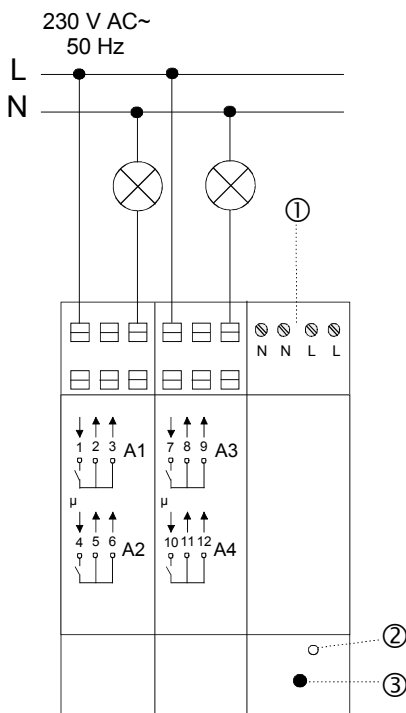 230 V AC~
50 Hz
L
N
①
N N L L
1 2 3 A1
7 8 9 A3
µ µ
4 5 6 A2
10 11 12 A4
②
③